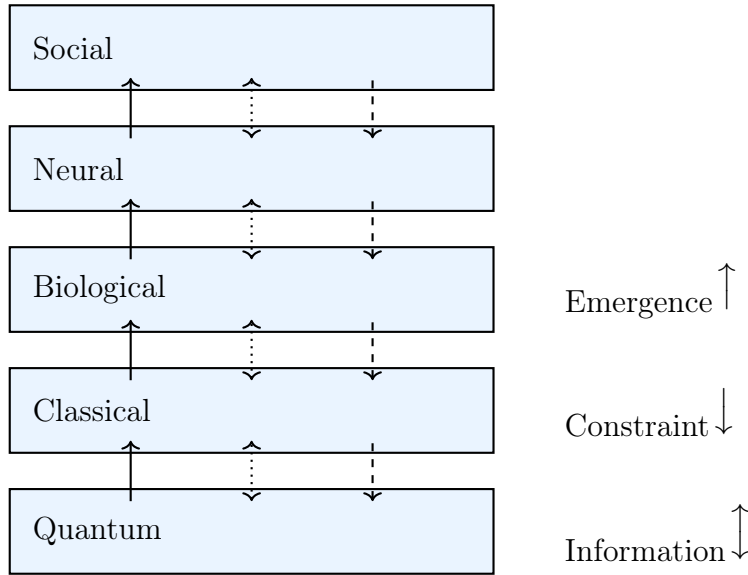 Social
Neural
Biological
Classical
Quantum
Emergence ↑
Constraint ↓
Information ↕